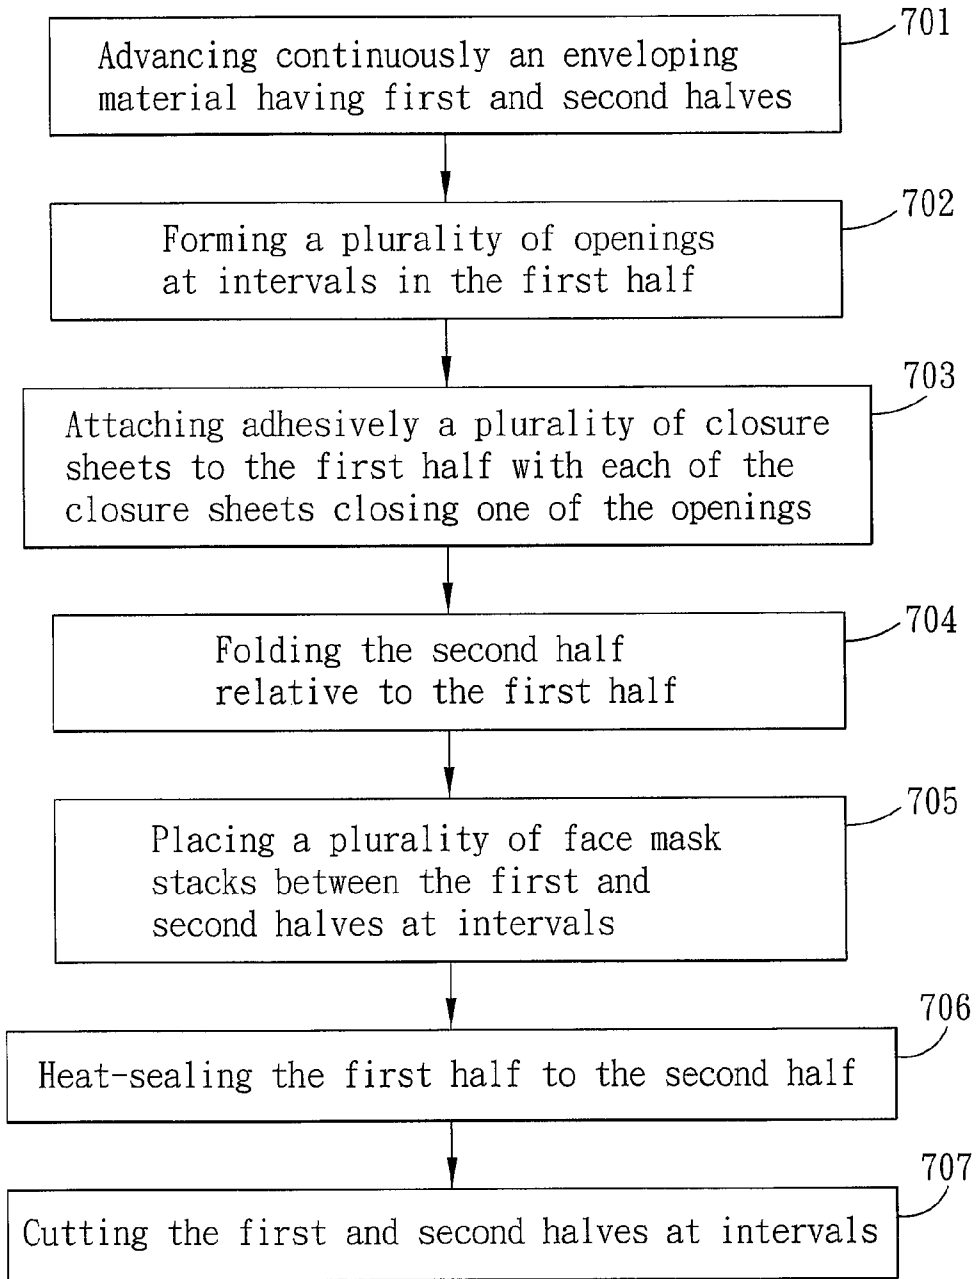 701
Advancing continuously an enveloping
material having first and second halves
702
Forming a plurality of openings
at intervals in the first half
703
Attaching adhesively a plurality of closure
sheets to the first half with each of the
closure sheets closing one of the openings
704
Folding the second half
relative to the first half
705
Placing a plurality of face mask
stacks between the first and
second halves at intervals
706
Heat-sealing the first half to the second half
707
Cutting the first and second halves at intervals